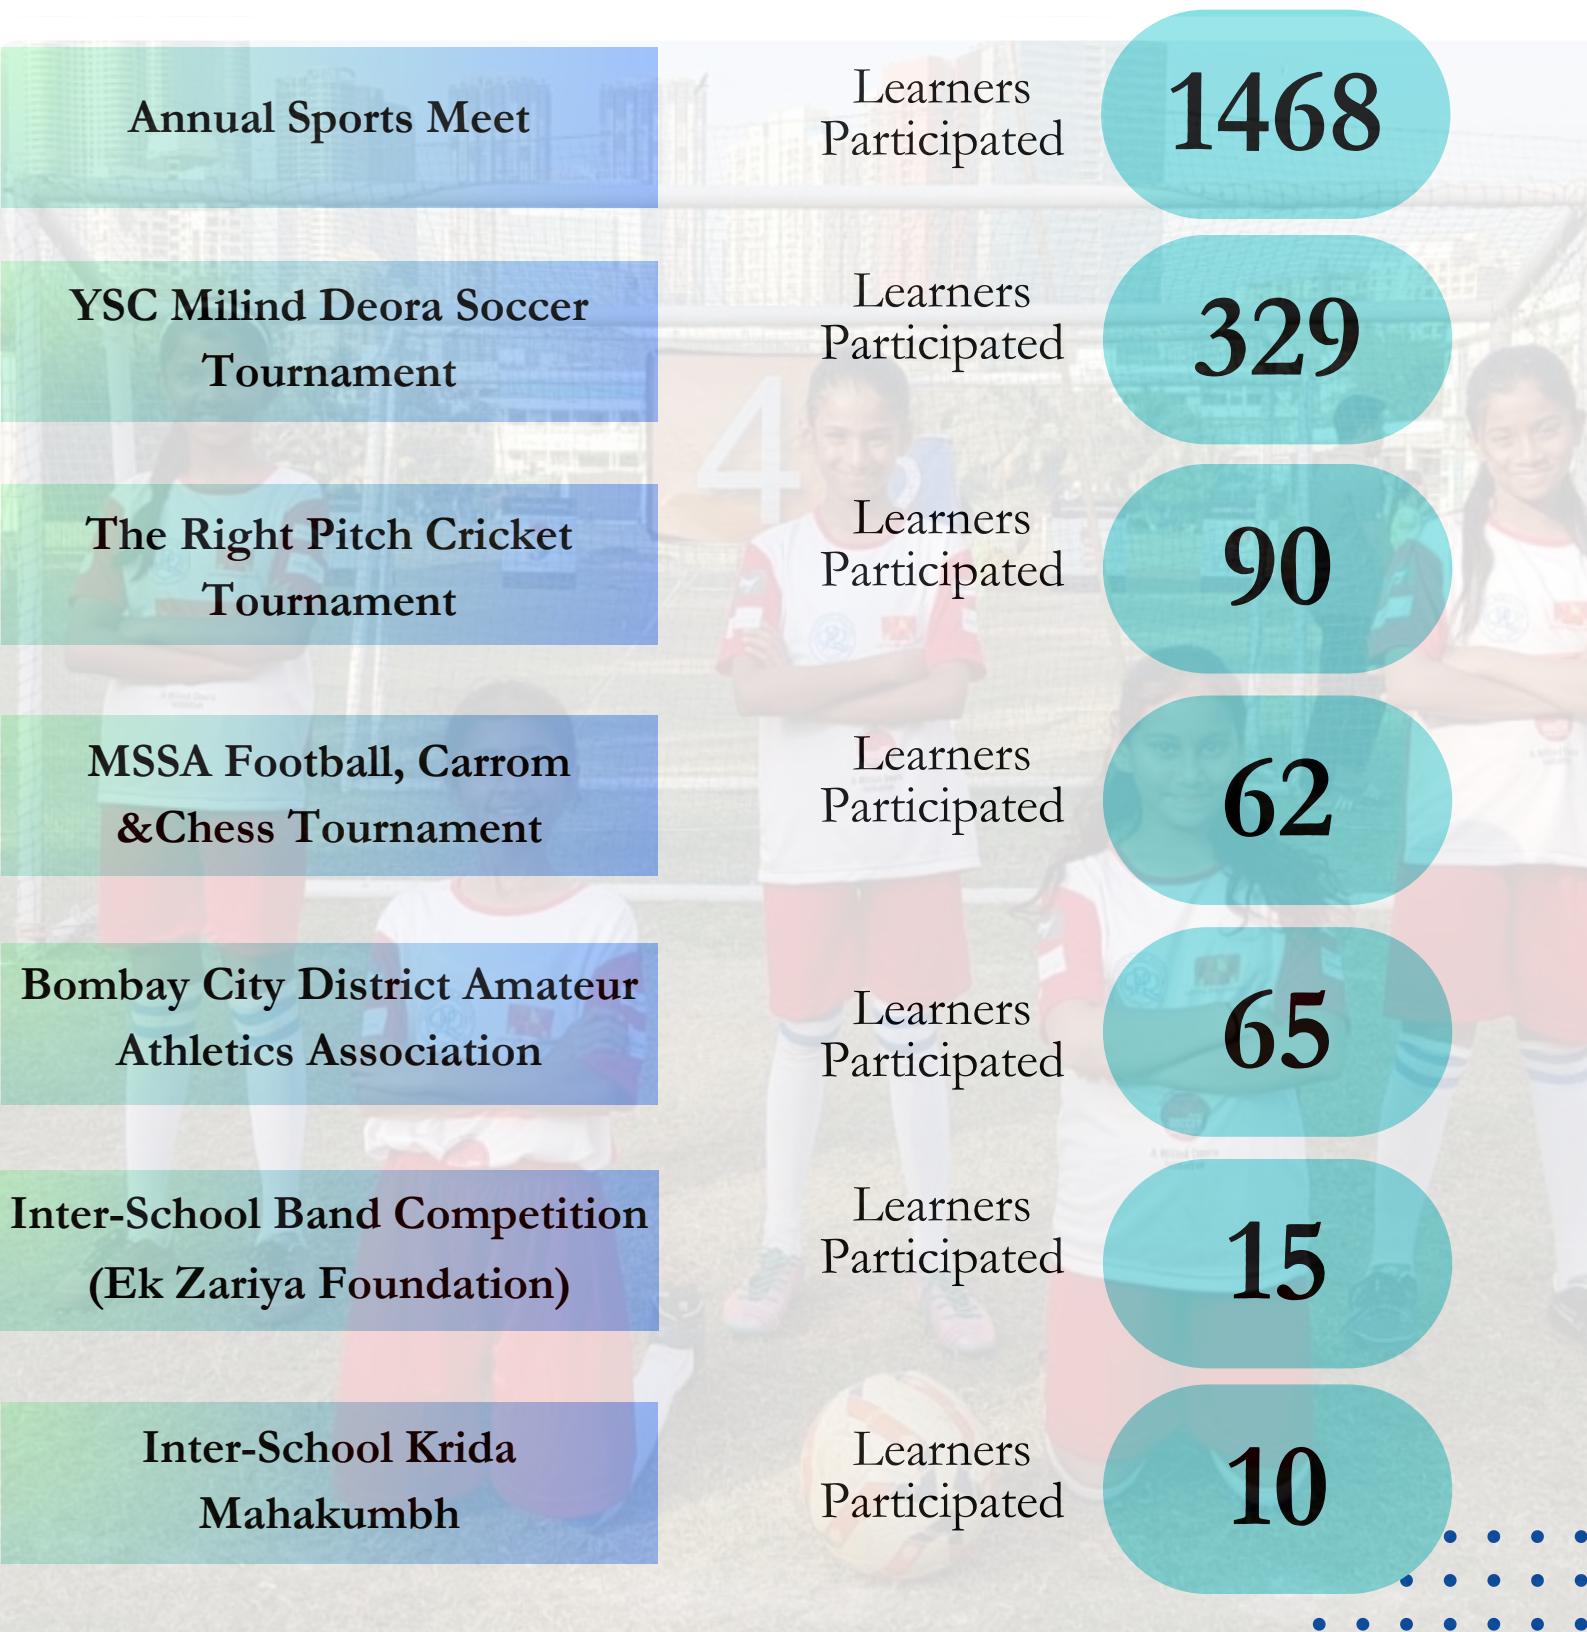 Annual Sports Meet
Learners
Participated
1468
YSC Milind Deora Soccer
Tournament
Learners
Participated
329
The Right Pitch Cricket
Tournament
Learners
Participated
90
MSSA Football, Carrom
&Chess Tournament
Learners
Participated
62
Bombay City District Amateur
Athletics Association
Learners
Participated
65
Inter-School Band Competition
(Ek Zariya Foundation)
Learners
Participated
15
Inter-School Krida
Mahakumbh
Learners
Participated
10
4